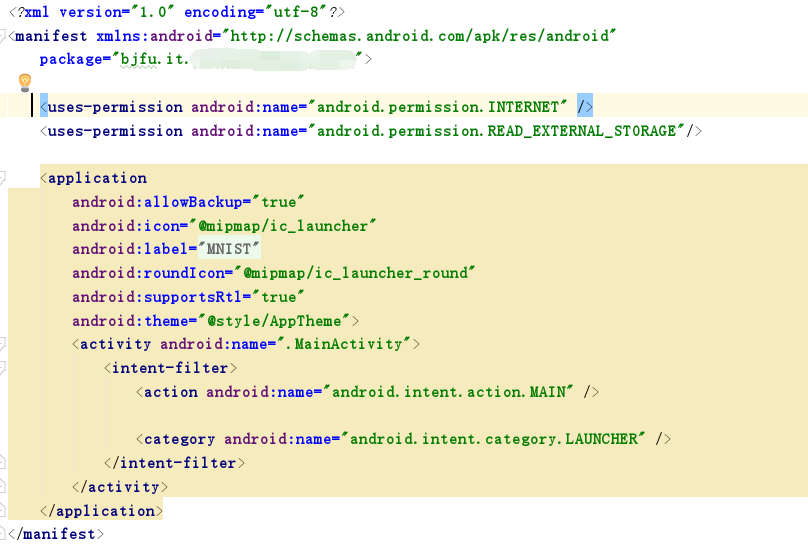 <?xml version="1.0" encoding="utf-8"?>
<manifest xmlns:android="http://schemas.android.com/apk/res/android"
package="bjfu.it.">
<uses-permission android:name="android.permission.INTERNET" />
<uses-permission android:name="android.permission.READ_EXTERNAL_STORAGE"/>
<application
android:allowBackup="true"
android:icon="@mipmap/ic_launcher"
android:label="MNIST"
android:roundIcon="@mipmap/ic_launcher_round"
android:supportsRtl="true"
android:theme="@style/AppTheme">
<activity android:name=".MainActivity">
<intent-filter>
<action android:name="android.intent.action.MAIN" />
<category android:name="android.intent.category.LAUNCHER" />
</intent-filter>
</activity>
</application>
</manifest>